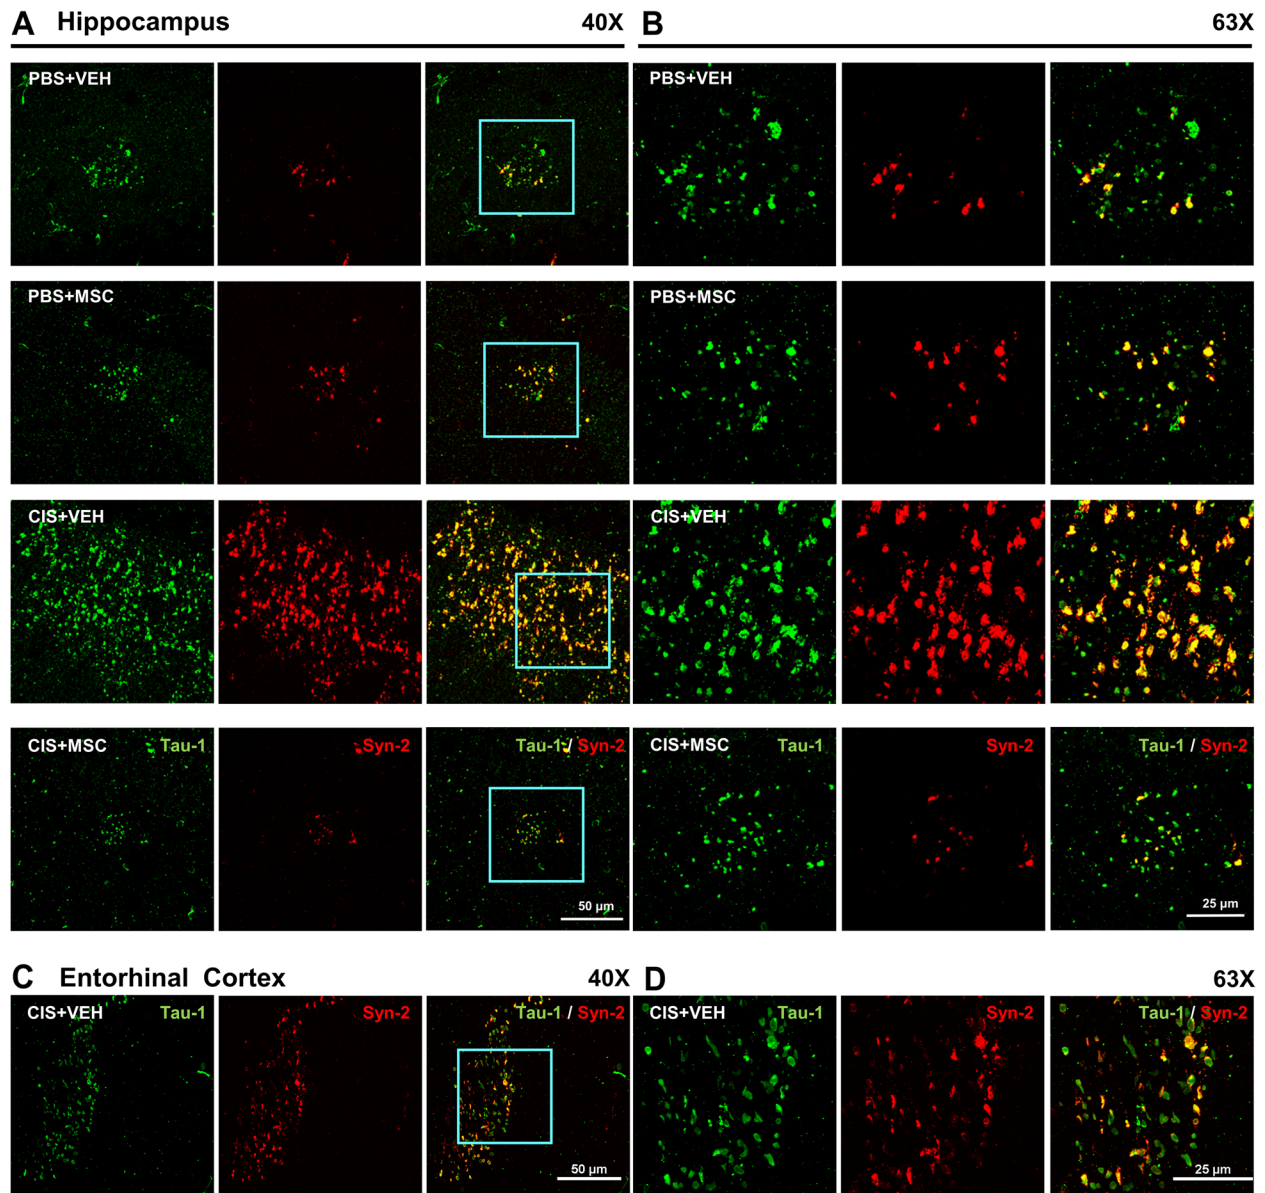 A Hippocampus 40X B 63X
PBS+VEH PBS+VEH
PBS+MSC PBS+MSC
CIS+VEH CIS+VEH
CIS+MSC Tau-1 Syn-2 Tau-1 / Syn-2 CIS+MSC Tau-1 Syn-2 Tau-1 / Syn-2
50 µm 25 µm
C Entorhinal Cortex 40X D 63X
CIS+VEH Tau-1 Syn-2 Tau-1 / Syn-2 CIS+VEH Tau-1 Syn-2 Tau-1 / Syn-2
50 µm 25 µm